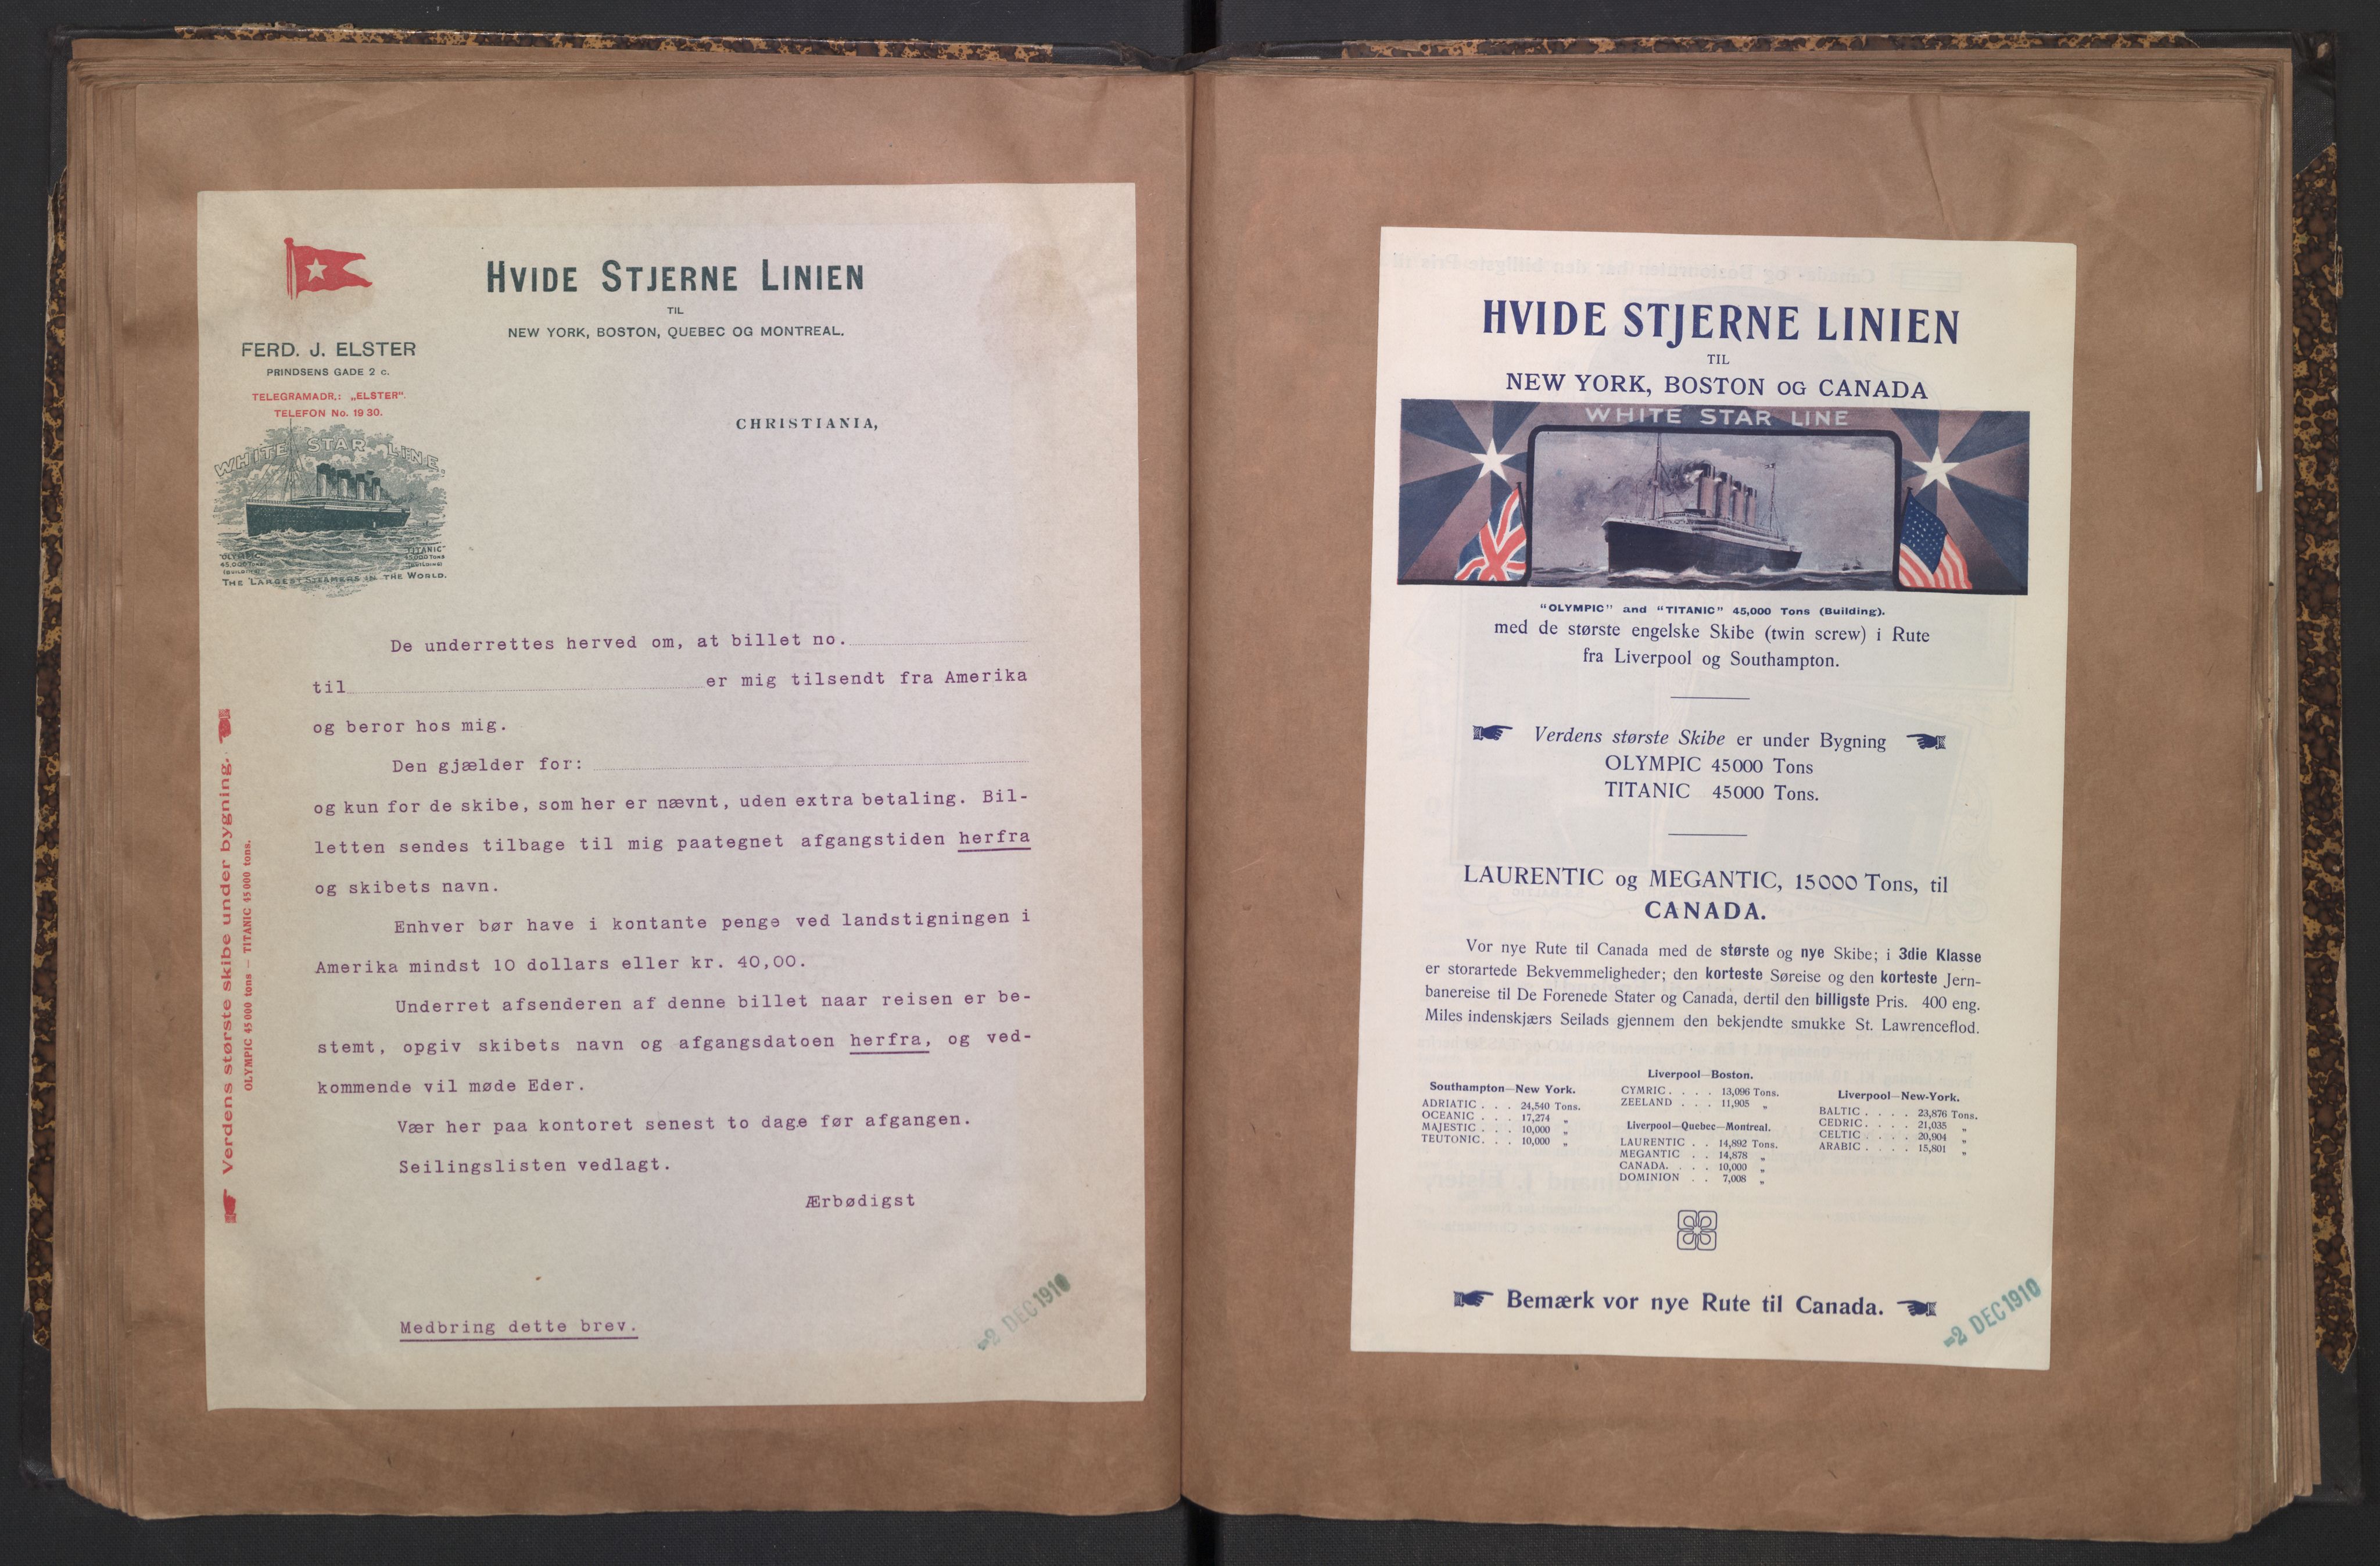 HVIDE STJERNE LINIEN
TIL
NEW YORK, BOSTON, QUEBEC OG MONTREAL.
FERD. J. ELSTER
PRINDSENS GADE 2 c.
TELEGRAMADR.: „ELSTER".
TELEFON No. 1930.
CHRISTIANIA,
WHITE STAR LINE.
"OLYMPIC
45,000 TONS
(BUILDING)
TITANIC"
45000 TONS
(BUILDING)
THE LARGEST STEAMERS IN THE WORLD.
Verdens største skibe under bygning.
OLYMPIC 45000 tons — TITANIC 45000 tons.
De underrettes herved om, at billet no.
til er mig tilsendt fra Amerika
og beror hos mig.
Den gjælder for:
og kun for de skibe, som her er nævnt, uden extra betaling. Bil-
letten sendes tilbage til mig paategnet afgangstiden herfra
og skibets navn.
Enhver bør have i kontante penge ved landstigningen i
Amerika mindst 10 dollars eller kr. 40,00.
Underret afsenderen af denne billet naar reisen er be-
stemt, opgiv skibets navn og afgangsdatoen herfra, og ved-
kommende vil møde Eder.
Vær her paa kontoret senest to dage før afgangen.
Seilingslisten vedlagt.
Ærbødigst
Medbring dette brev.
=2 DEC 1910
HVIDE STJERNE LINIEN
TIL
NEW YORK, BOSTON OG CANADA
WHITE STAR LINE
"OLYMPIC" and "TITANIC" 45,000 Tons (Building).
med de største engelske Skibe (twin screw) i Rute
fra Liverpool og Southampton.
Verdens største Skibe er under Bygning
OLYMPIC 45000 Tons
TITANIC 45000 Tons.
LAURENTIC og MEGANTIC, 15000 Tons, til
CANADA.
Vor nye Rute til Canada med de største og nye Skibe; i 3die Klasse
er storartede Bekvemmeligheder; den korteste Søreise og den korteste Jern-
banereise til De Forenede Stater og Canada, dertil den billigste Pris. 400 eng.
Miles indenskjærs Seilads gjennem den bekjendte smukke St. Lawrenceflod.
Southampton—New York.
ADRIATIC . . . 24,540 Tons.
OCEANIC . . . 17,274 „
MAJESTIC . . . 10,000 „
TEUTONIC. . . 10,000 „
Liverpool—Boston.
CYMRIC . . . . 13,096 Tons.
ZEELAND . . . 11,905 „
Liverpool—Quebec—Montreal.
LAURENTIC . . 14,892 Tons.
MEGANTIC . . 14,878 „
CANADA. . . . 10,000 „
DOMINION . . 7,008 „
Liverpool—New-York.
BALTIC . . . . 23,876 Tons.
CEDRIC . . . . 21,035 „
CELTIC . . . . 20,904 „
ARABIC . . . . 15,801 „
Bemærk vor nye Rute til Canada.
=2 DEC 1910